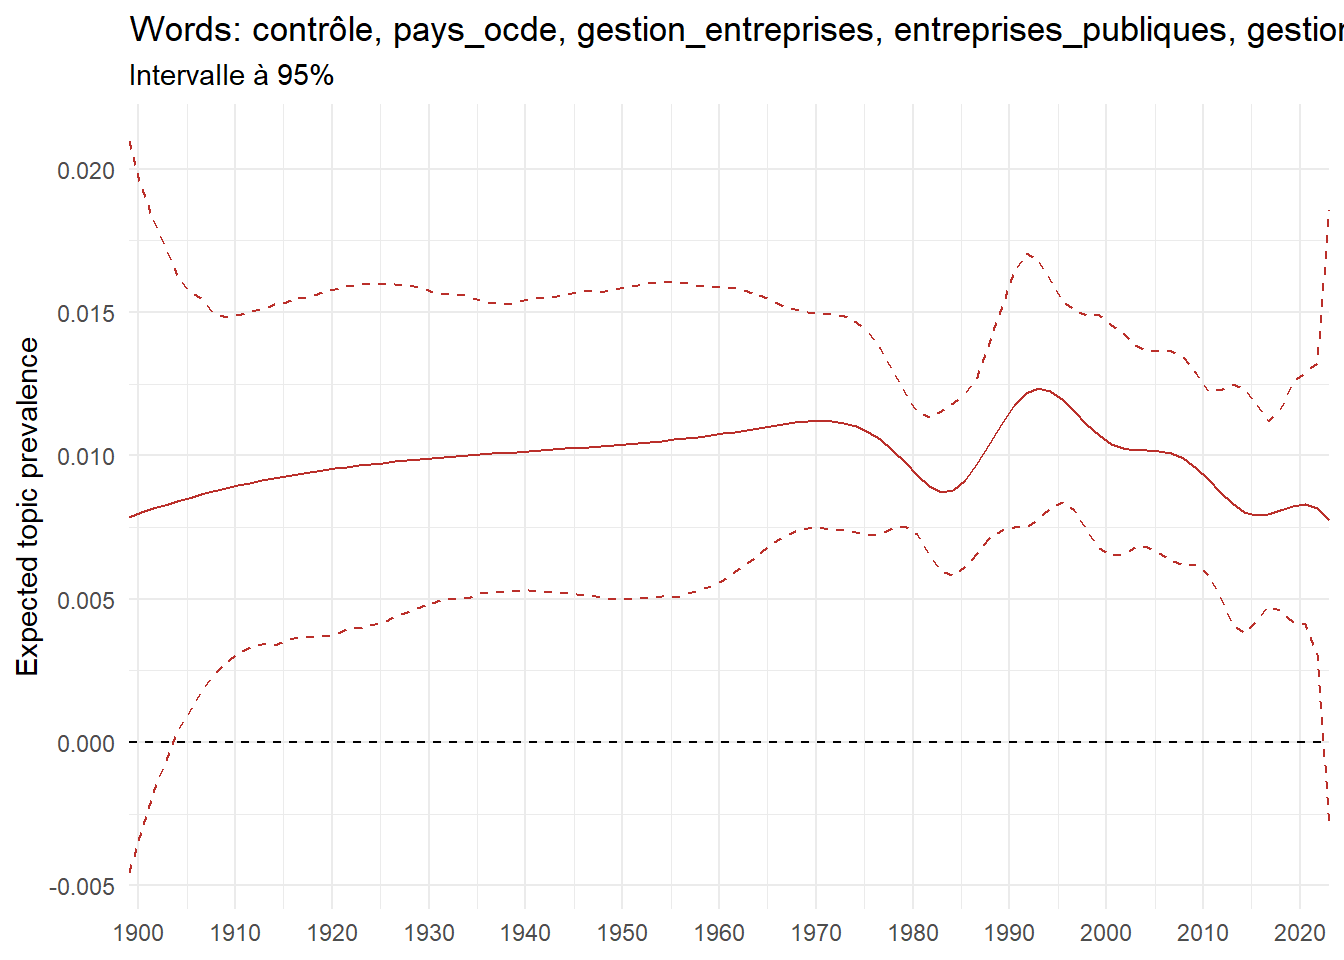 Words: contrôle, pays_ocde, gestion_entreprises, entreprises_publiques, gestion
Intervalle à 95%
Expected topic prevalence
0.020
0.015
0.010
0.005
0.000
-0.005
1900 1910 1920 1930 1940 1950 1960 1970 1980 1990 2000 2010 2020